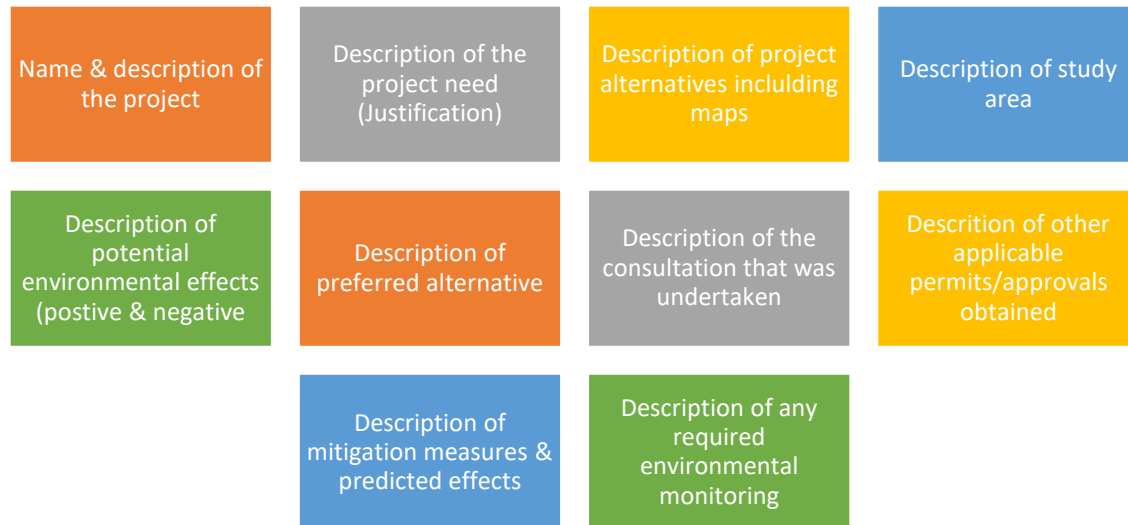 Name & description of
the project
Description of the
project need
(Justification)
Description of project
alternatives inclulding
maps
Description of study
area
Description of
potential
environmental effects
(postive & negative
Description of
preferred alternative
Description of the
consultation that was
undertaken
Descrition of other
applicable
permits/approvals
obtained
Description of
mitigation measures &
predicted effects
Description of any
required
environmental
monitoring